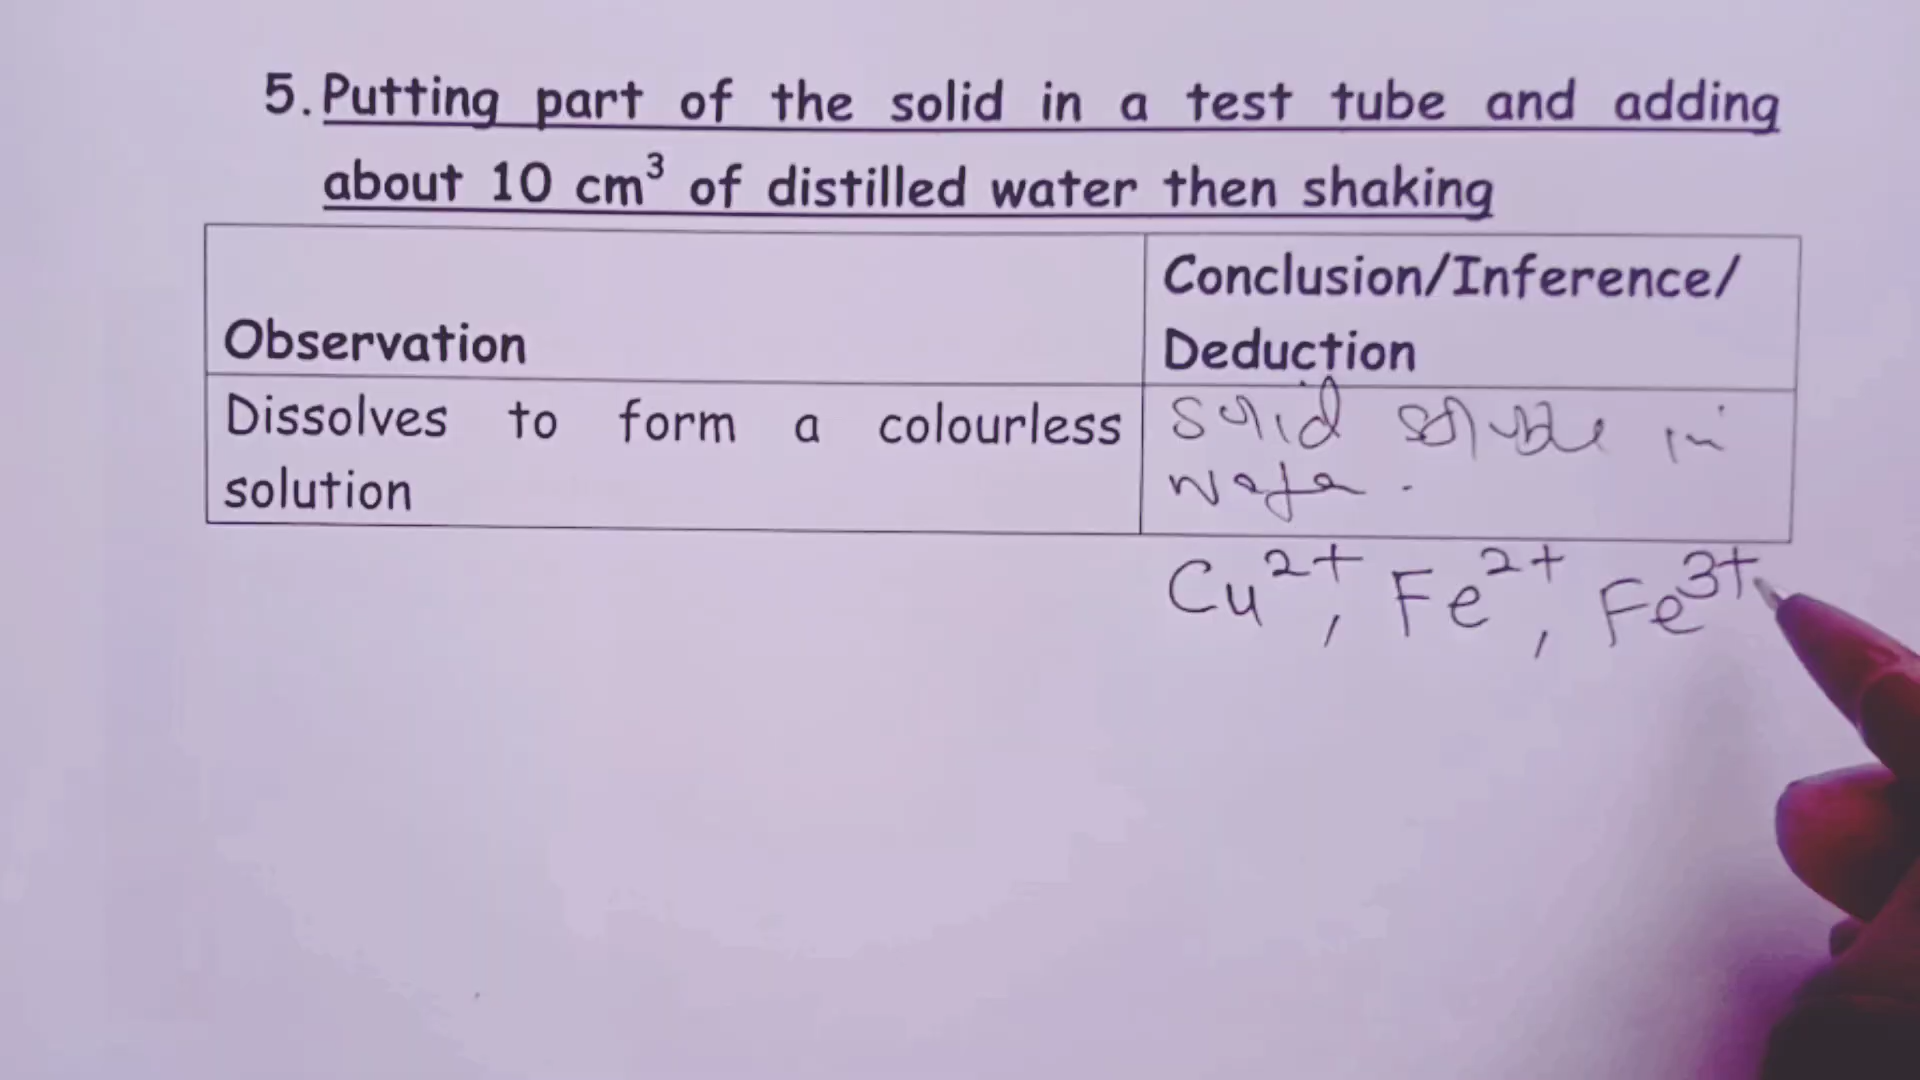 5. Putting part of the solid in a test tube and adding
about 10 cm³ of distilled water then shaking
Observation
Conclusion/Inference/
Deduction
Dissolves to form a colourless
solution
Solid soluble in
water.
Cu²⁺, Fe²⁺, Fe³⁺